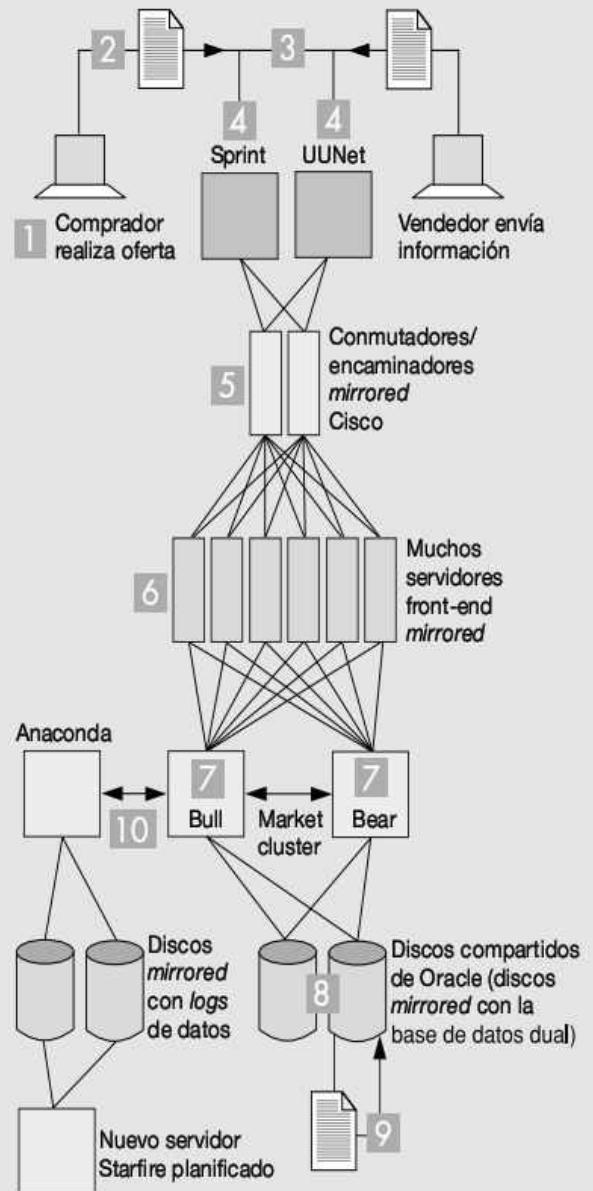 2
3
4
4
Sprint
UUNet
1
Comprador
realiza oferta
Vendedor envía
información
5
Conmutadores/
encaminadores
mirrored
Cisco
6
Muchos
servidores
front-end
mirrored
Anaconda
10
7
Bull
Market
cluster
7
Bear
Discos
mirrored
con logs
de datos
8
Discos compartidos
de Oracle (discos
mirrored con la
base de datos dual)
9
Nuevo servidor
Starfire planificado